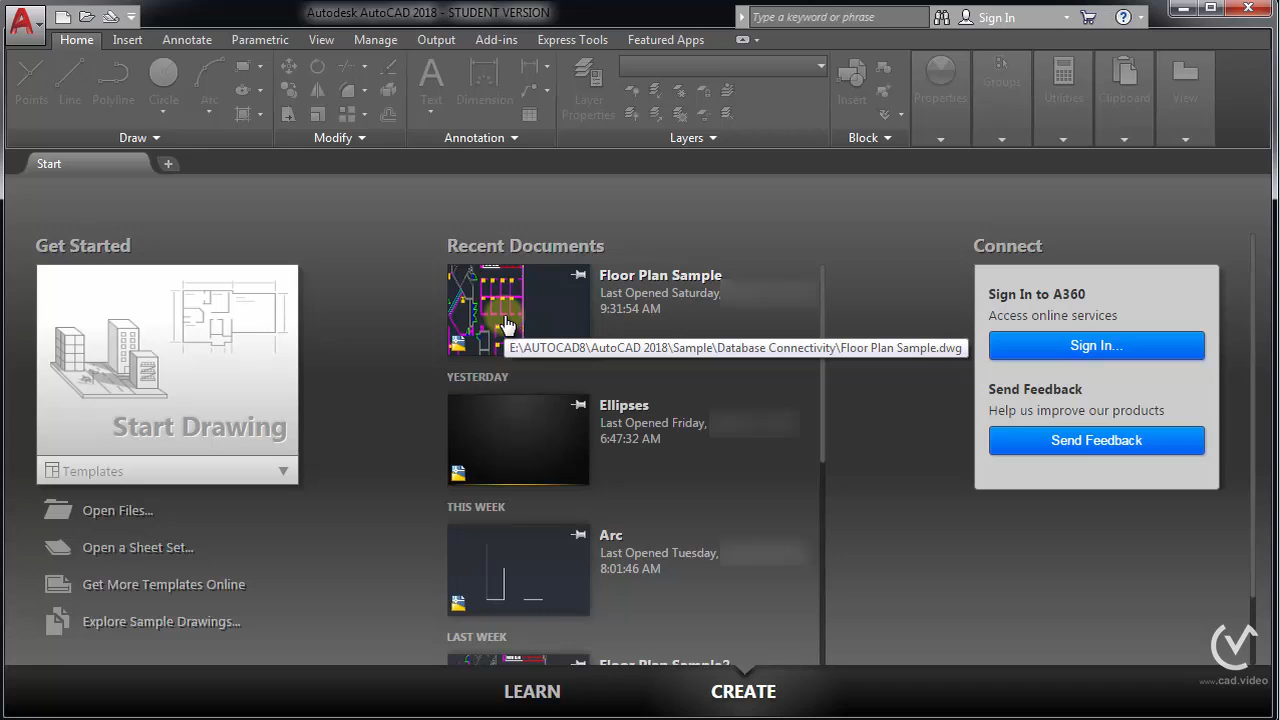 Autodesk AutoCAD 2018 - STUDENT VERSION
Type a keyword or phrase
Sign In
Home
Insert
Annotate
Parametric
View
Manage
Output
Add-ins
Express Tools
Featured Apps
Points
Line
Polyline
Circle
Arc
Text
Dimension
Layer
Properties
Insert
Properties
Groups
Utilities
Clipboard
View
Draw
Modify
Annotation
Layers
Block
Start
Get Started
Start Drawing
Templates
Open Files...
Open a Sheet Set...
Get More Templates Online
Explore Sample Drawings...
Recent Documents
Floor Plan Sample
Last Opened Saturday,
9:31:54 AM
E:\AUTOCAD8\AutoCAD 2018\Sample\Database Connectivity\Floor Plan Sample.dwg
YESTERDAY
Ellipses
Last Opened Friday,
6:47:32 AM
THIS WEEK
Arc
Last Opened Tuesday,
8:01:46 AM
LAST WEEK
Floor Plan Sample2
Connect
Sign In to A360
Access online services
Sign In...
Send Feedback
Help us improve our products
Send Feedback
LEARN
CREATE
www.cad.video